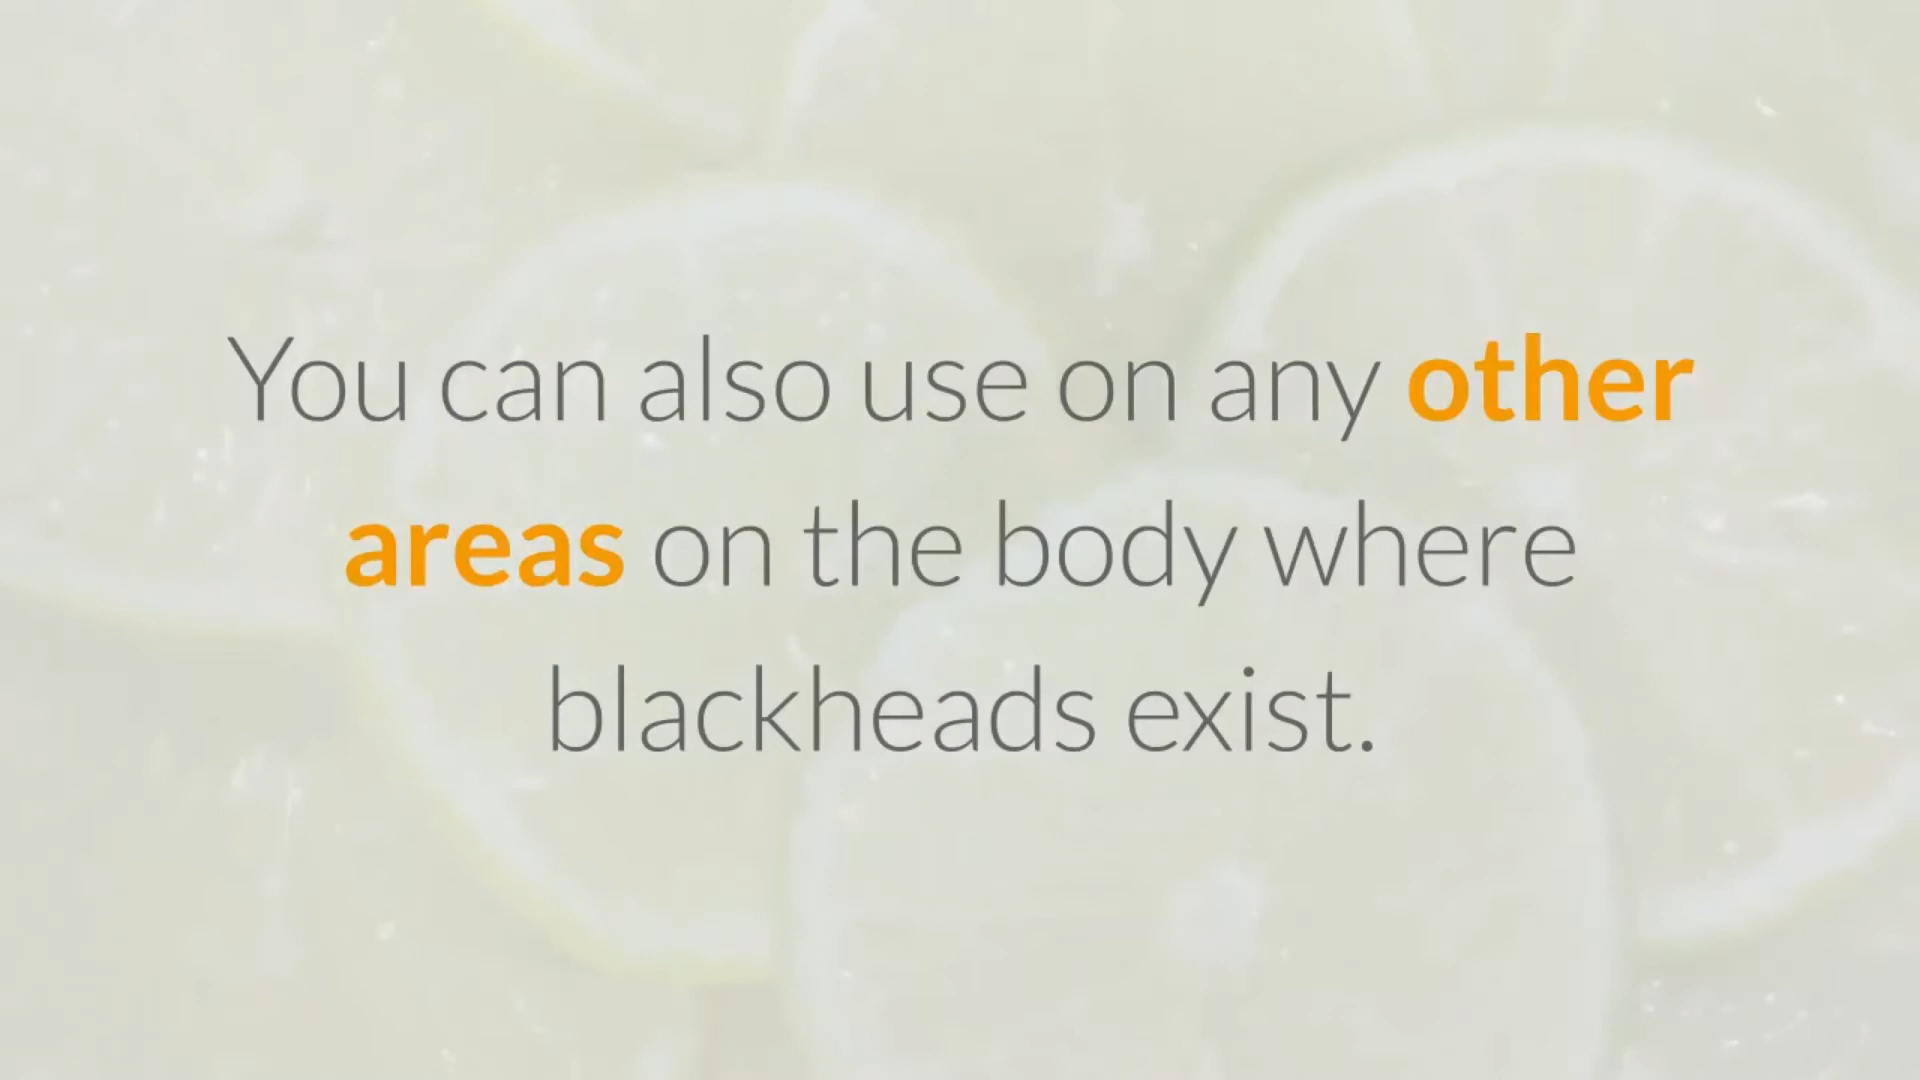 You can also use on any other
areas on the body where
blackheads exist.